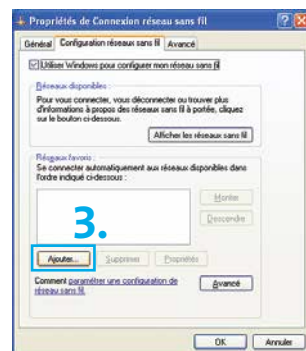 Propriétés de Connexion réseau sans fil
Général Configuration réseaux sans fil Avancé
Utiliser Windows pour configurer mon réseau sans fil
Réseaux disponibles :
Pour vous connecter, vous déconnecter ou trouver plus
d'informations à propos des réseaux sans fil à portée, cliquez
sur le bouton ci-dessous.
Afficher les réseaux sans fil
Réseaux favoris :
Se connecter automatiquement aux réseaux disponibles dans
l'ordre indiqué ci-dessous :
Monter
Descendre
3.
Ajouter... Supprimer Propriétés
Comment paramétrer une configuration de
réseau sans fil.
Avancé
OK Annuler